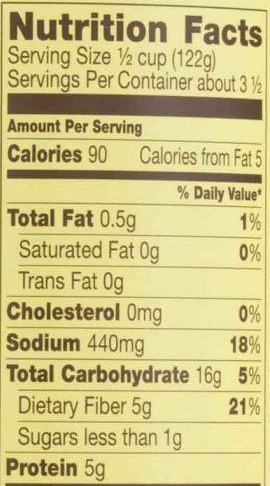 Nutrition Facts
Serving Size ½ cup (122g)
Servings Per Container about 3 ½
Amount Per Serving
Calories 90 Calories from Fat 5
% Daily Value*
Total Fat 0.5g 1%
Saturated Fat 0g 0%
Trans Fat 0g
Cholesterol 0mg 0%
Sodium 440mg 18%
Total Carbohydrate 16g 5%
Dietary Fiber 5g 21%
Sugars less than 1g
Protein 5g